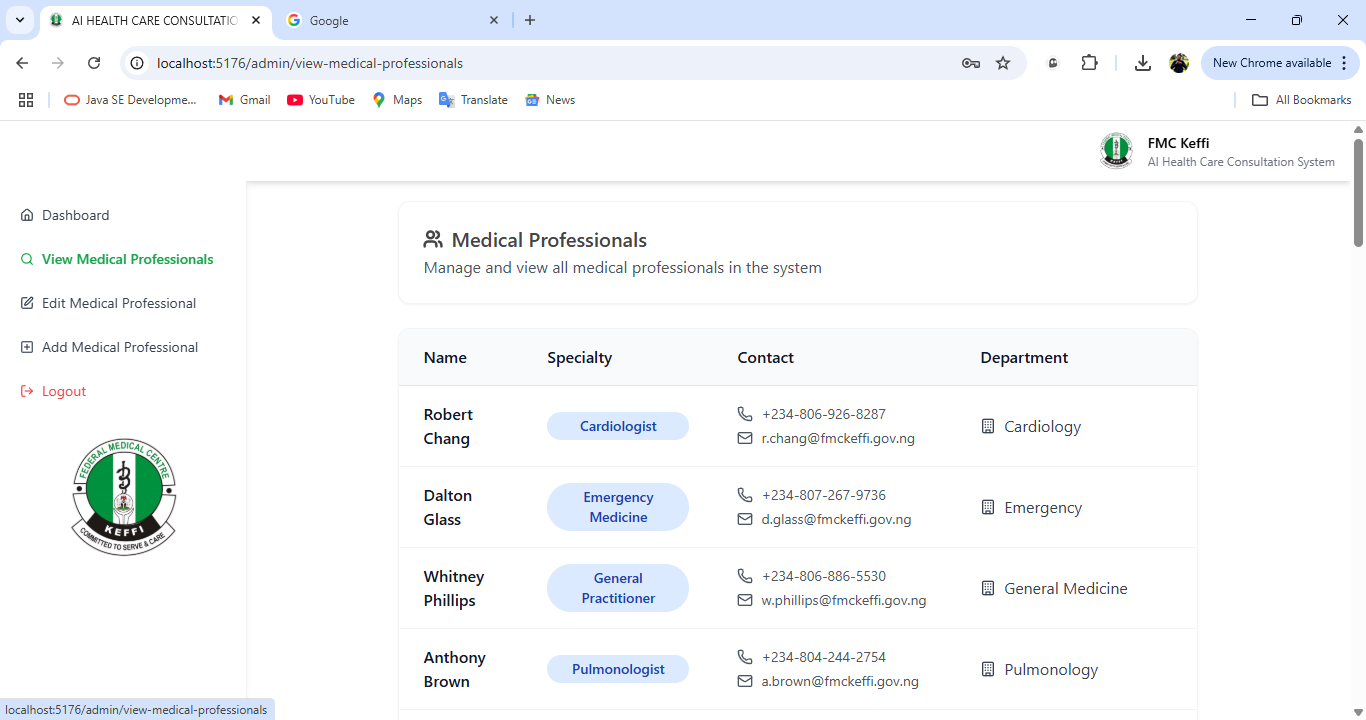 AI HEALTH CARE CONSULTATIO
Google
localhost:5176/admin/view-medical-professionals
New Chrome available
Java SE Developme...
Gmail
YouTube
Maps
Translate
News
All Bookmarks
FMC Keffi
AI Health Care Consultation System
Dashboard
View Medical Professionals
Edit Medical Professional
Add Medical Professional
Logout
FEDERAL MEDICAL CENTRE
KEFFI
COMMITTED TO SERVE & CARE
Medical Professionals
Manage and view all medical professionals in the system
Name Specialty Contact Department
Robert
Chang
Cardiologist
+234-806-926-8287
r.chang@fmckeffi.gov.ng
Cardiology
Dalton
Glass
Emergency
Medicine
+234-807-267-9736
d.glass@fmckeffi.gov.ng
Emergency
Whitney
Phillips
General
Practitioner
+234-806-886-5530
w.phillips@fmckeffi.gov.ng
General Medicine
Anthony
Brown
Pulmonologist
+234-804-244-2754
a.brown@fmckeffi.gov.ng
Pulmonology
localhost:5176/admin/view-medical-professionals